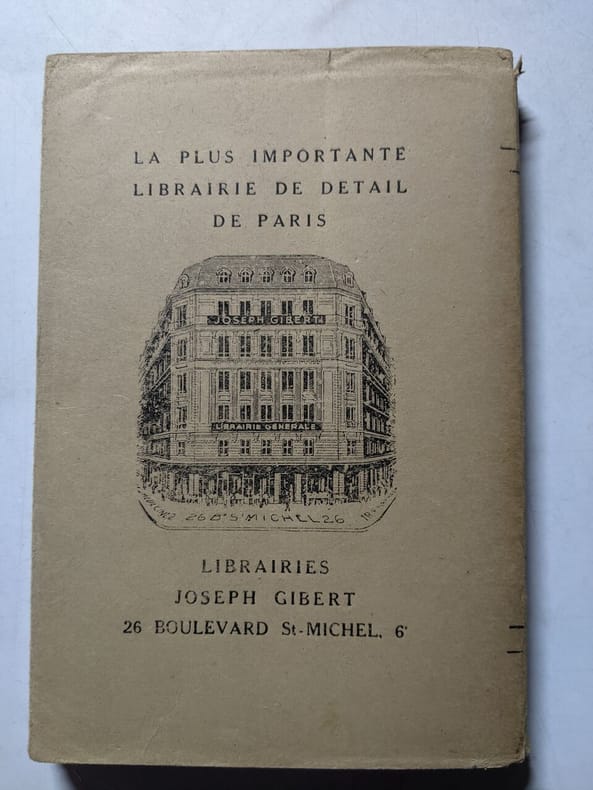 LA PLUS IMPORTANTE
LIBRAIRIE DE DETAIL
DE PARIS
JOSEPH GIBERT
LIBRAIRIE GENERALE
26 Bd St MICHEL 26
LIBRAIRIES
JOSEPH GIBERT
26 BOULEVARD St-MICHEL, 6e